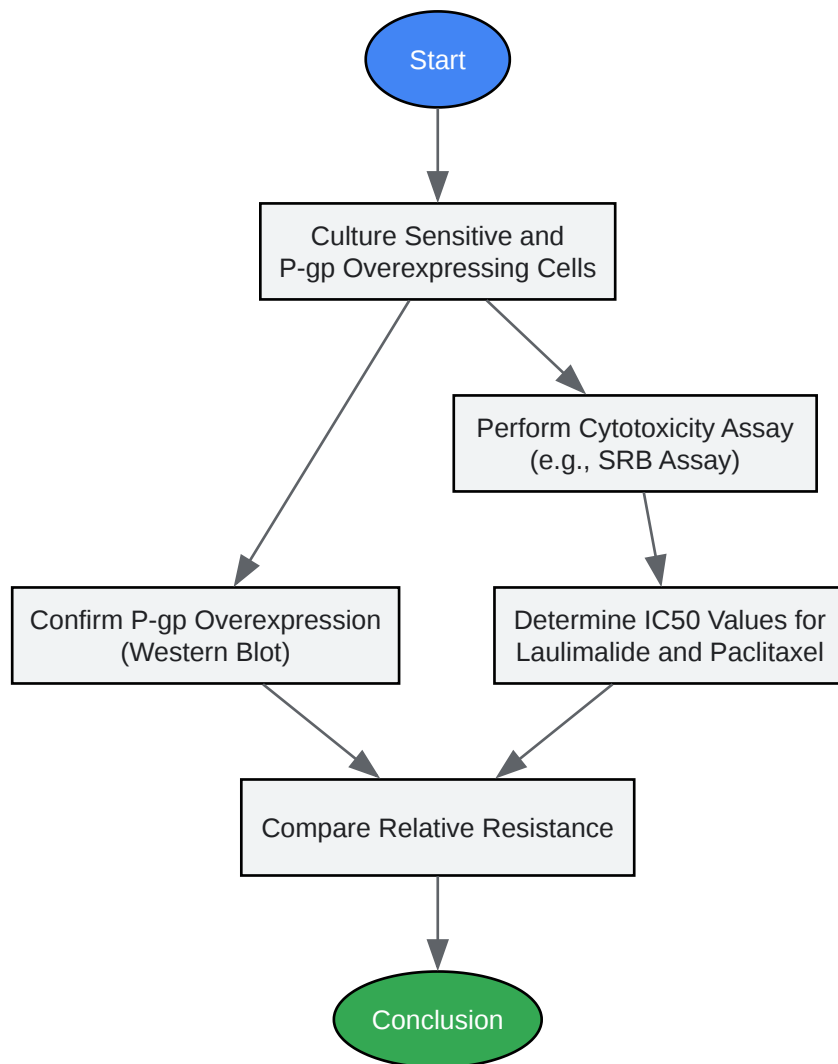 Start
Culture Sensitive and
P-gp Overexpressing Cells
Perform Cytotoxicity Assay
(e.g., SRB Assay)
Confirm P-gp Overexpression
(Western Blot)
Determine IC50 Values for
Laulimalide and Paclitaxel
Compare Relative Resistance
Conclusion